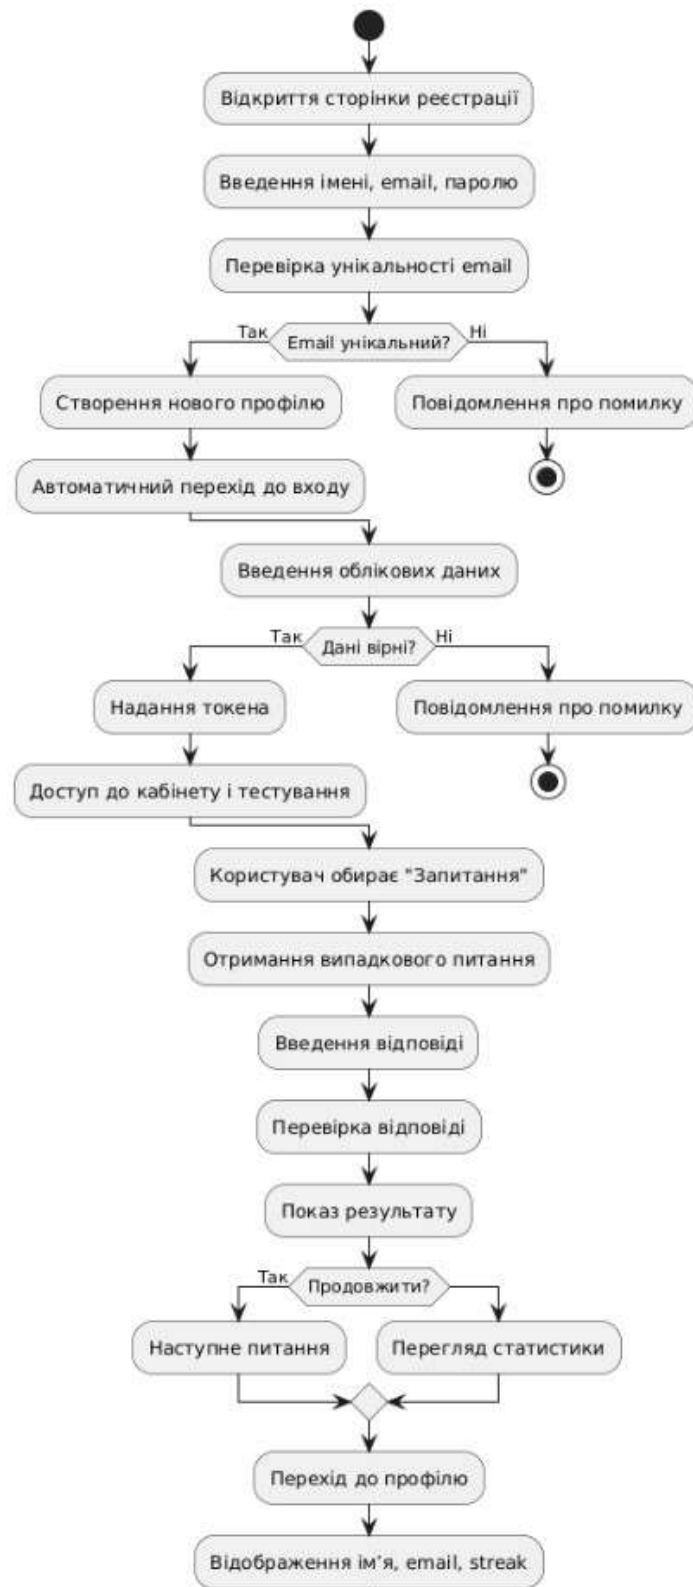 Відкриття сторінки реєстрації
Введення імені, email, паролю
Перевірка унікальності email
Так
Email унікальний?
Ні
Створення нового профілю
Повідомлення про помилку
Автоматичний перехід до входу
Введення облікових даних
Так
Дані вірні?
Ні
Надання токена
Повідомлення про помилку
Доступ до кабінету і тестування
Користувач обирає "Запитання"
Отримання випадкового питання
Введення відповіді
Перевірка відповіді
Показ результату
Так
Продовжити?
Наступне питання
Перегляд статистики
Перехід до профілю
Відображення ім'я, email, streak